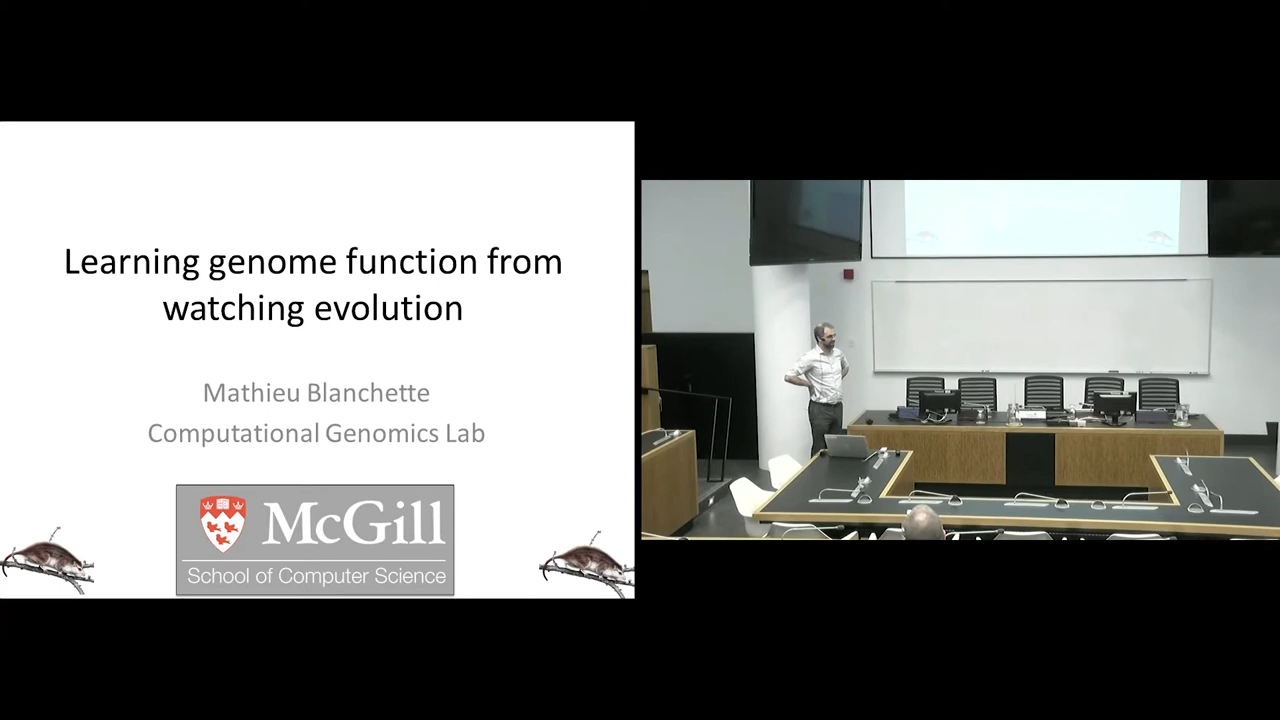 Learning genome function from
watching evolution
Mathieu Blanchette
Computational Genomics Lab
McGill
School of Computer Science